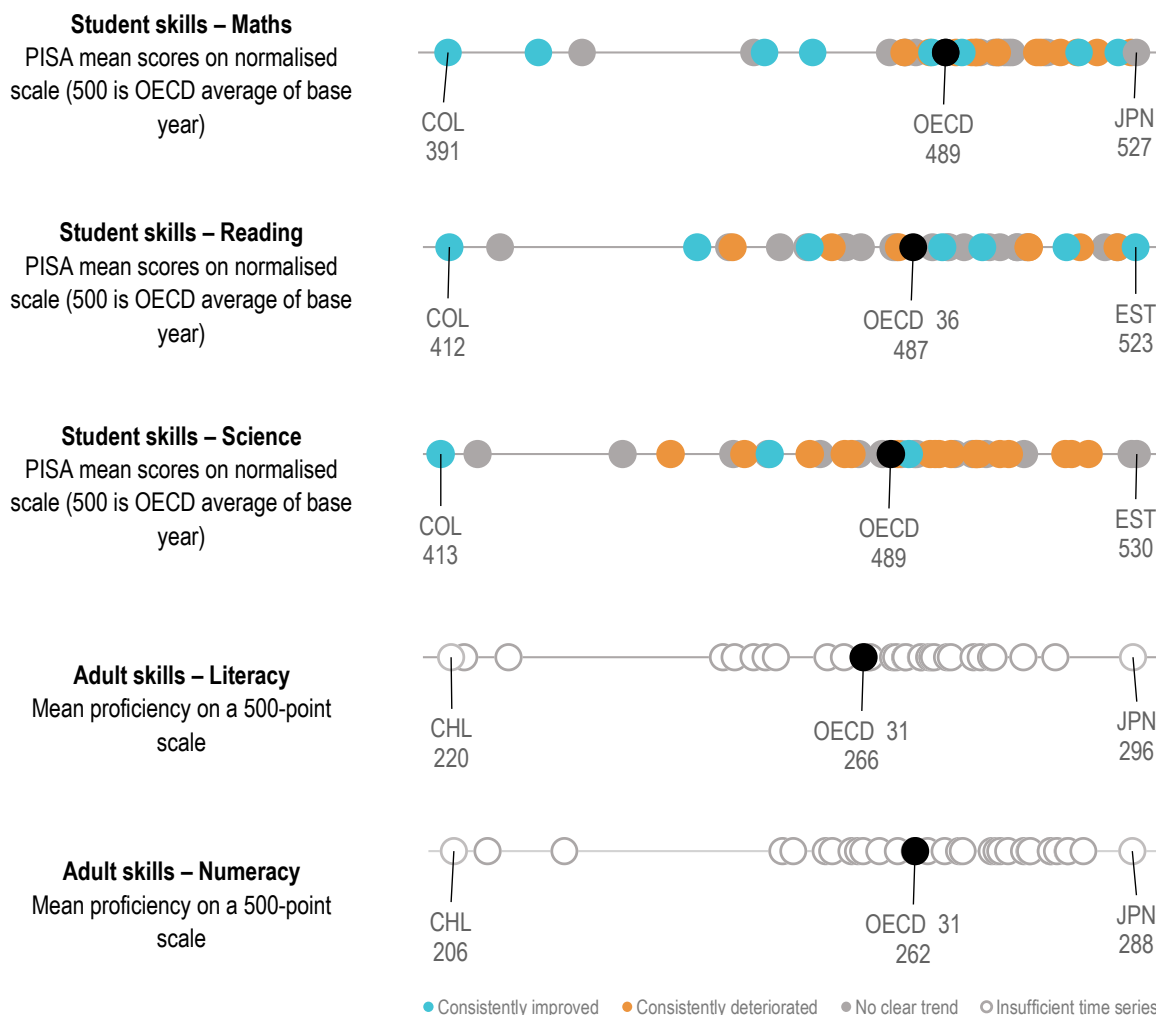 Student skills – Maths
PISA mean scores on normalised
scale (500 is OECD average of base
year)
COL
391
OECD
489
JPN
527
Student skills – Reading
PISA mean scores on normalised
scale (500 is OECD average of base
year)
COL
412
OECD 36
487
EST
523
Student skills – Science
PISA mean scores on normalised
scale (500 is OECD average of base
year)
COL
413
OECD
489
EST
530
Adult skills – Literacy
Mean proficiency on a 500-point
scale
CHL
220
OECD 31
266
JPN
296
Adult skills – Numeracy
Mean proficiency on a 500-point
scale
CHL
206
OECD 31
262
JPN
288
Consistently improved Consistently deteriorated No clear trend Insufficient time series